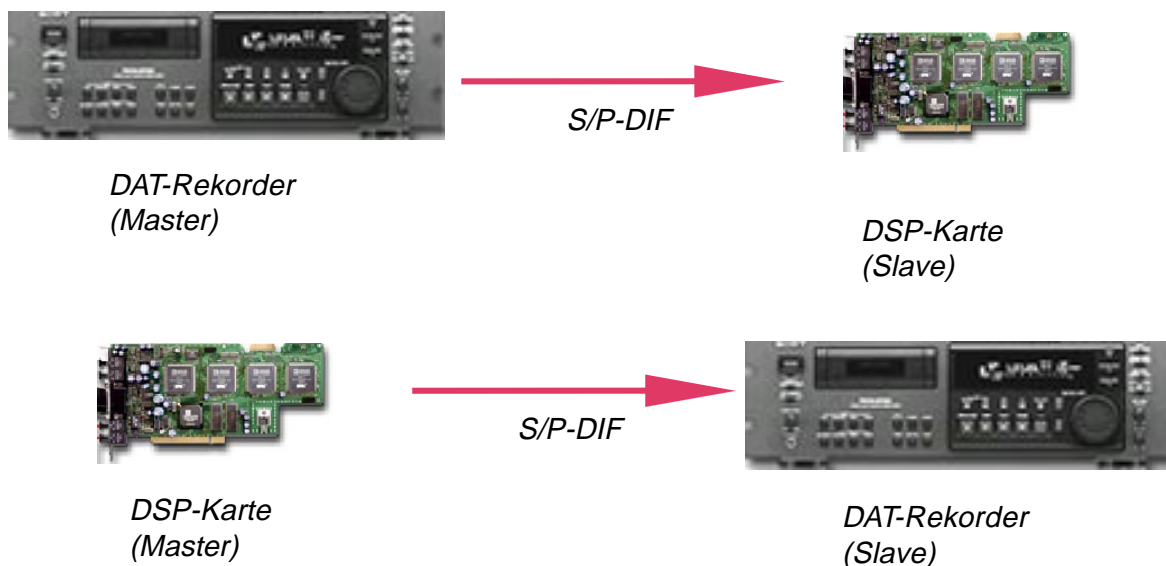 S/P-DIF
DAT-Rekorder
(Master)
DSP-Karte
(Slave)
S/P-DIF
DSP-Karte
(Master)
DAT-Rekorder
(Slave)